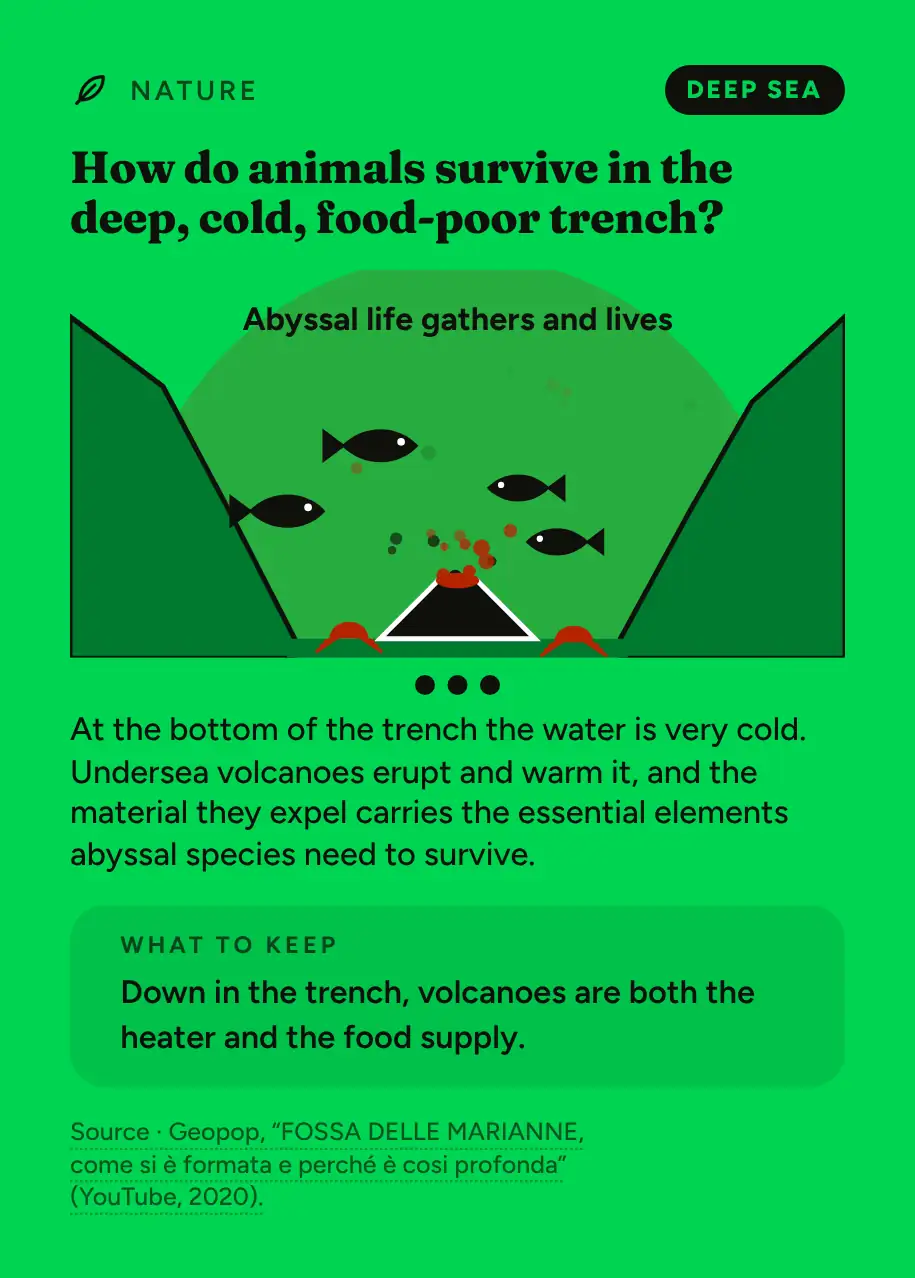 NATURE
DEEP SEA
How do animals survive in the
deep, cold, food-poor trench?
Abyssal life gathers and lives
At the bottom of the trench the water is very cold.
Undersea volcanoes erupt and warm it, and the
material they expel carries the essential elements
abyssal species need to survive.
WHAT TO KEEP
Down in the trench, volcanoes are both the
heater and the food supply.
Source · Geopop, “FOSSA DELLE MARIANNE,
come si è formata e perché è cosi profonda”
(YouTube, 2020).